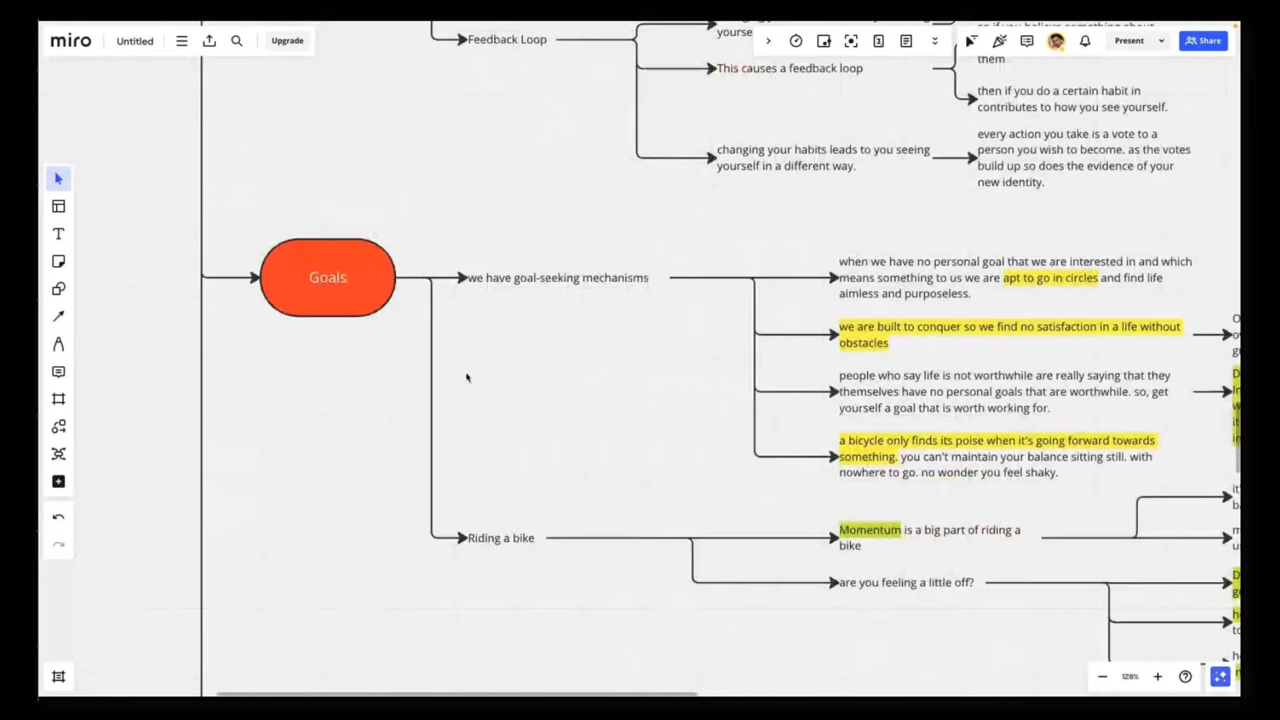 miro
Untitled
Upgrade
Present
Share
Feedback Loop
yourse
This causes a feedback loop
them
then if you do a certain habit in
contributes to how you see yourself.
changing your habits leads to you seeing
yourself in a different way.
every action you take is a vote to a
person you wish to become. as the votes
build up so does the evidence of your
new identity.
Goals
we have goal-seeking mechanisms
when we have no personal goal that we are interested in and which
means something to us we are apt to go in circles and find life
aimless and purposeless.
we are built to conquer so we find no satisfaction in a life without
obstacles
people who say life is not worthwhile are really saying that they
themselves have no personal goals that are worthwhile. so, get
yourself a goal that is worth working for.
a bicycle only finds its poise when it's going forward towards
something. you can't maintain your balance sitting still. with
nowhere to go. no wonder you feel shaky.
Riding a bike
Momentum is a big part of riding a
bike
are you feeling a little off?
128%